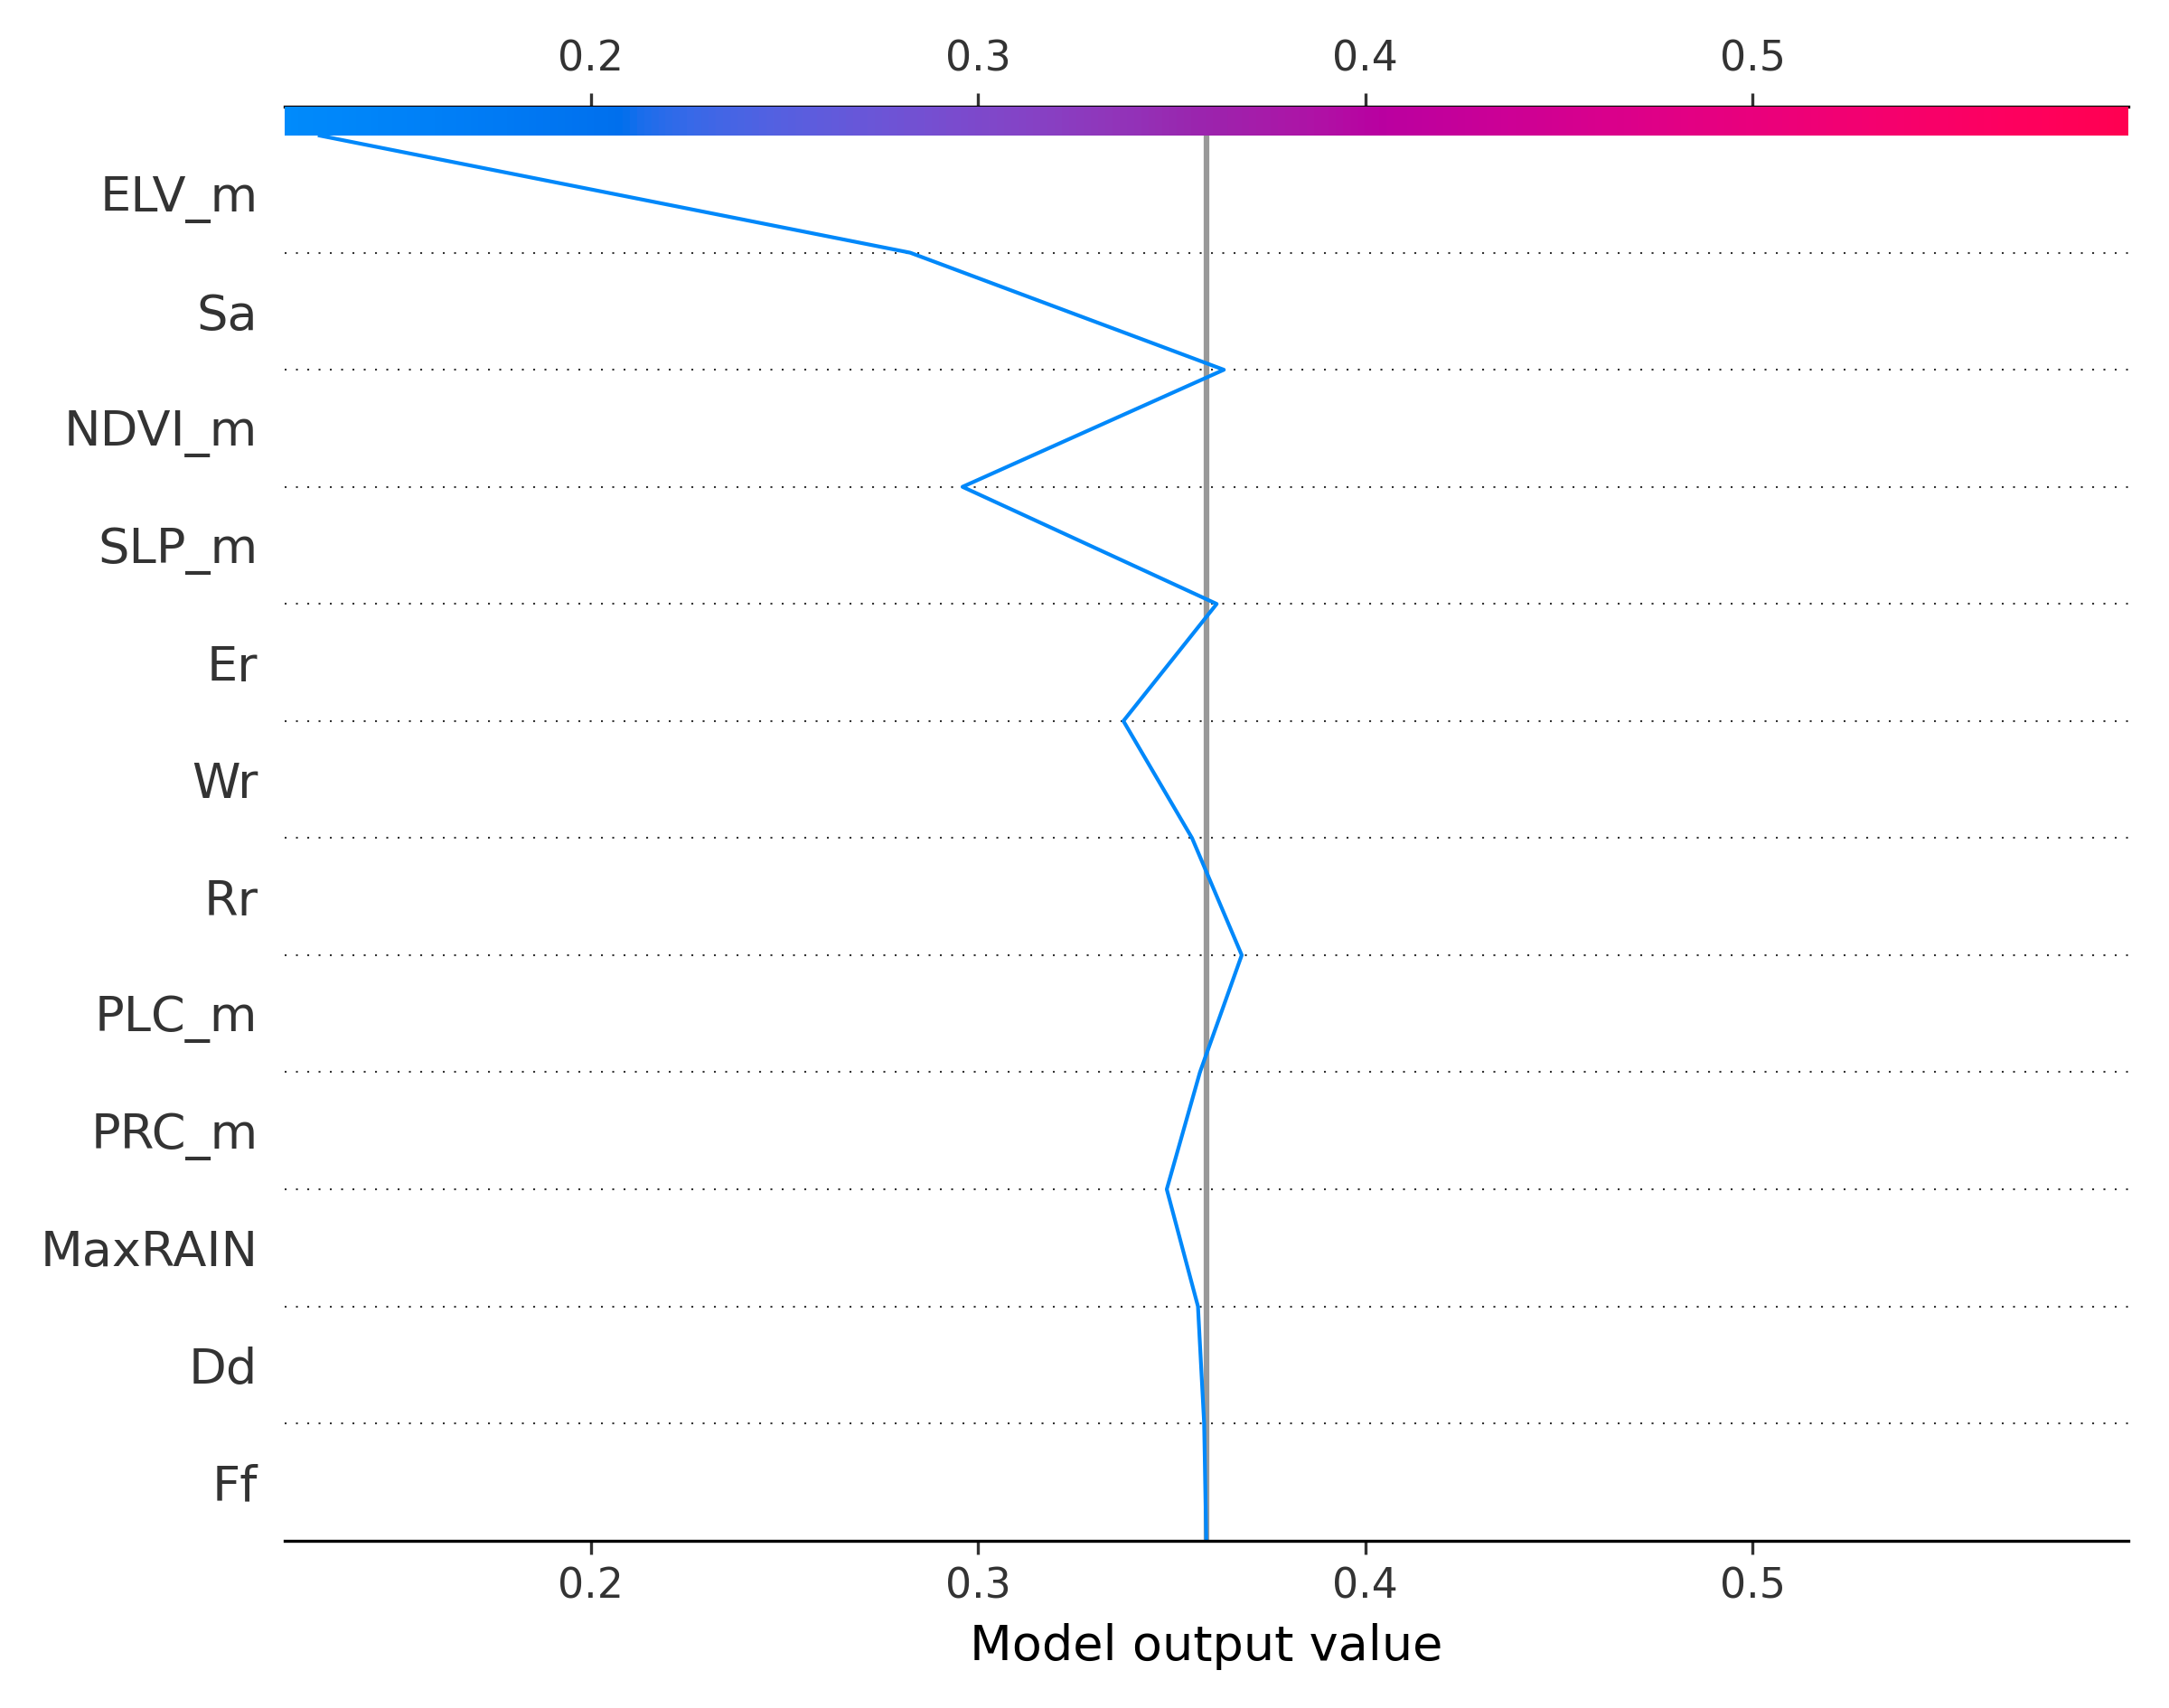 0.2 0.3 0.4 0.5
ELV_m
Sa
NDVI_m
SLP_m
Er
Wr
Rr
PLC_m
PRC_m
MaxRAIN
Dd
Ff
0.2 0.3 0.4 0.5
Model output value